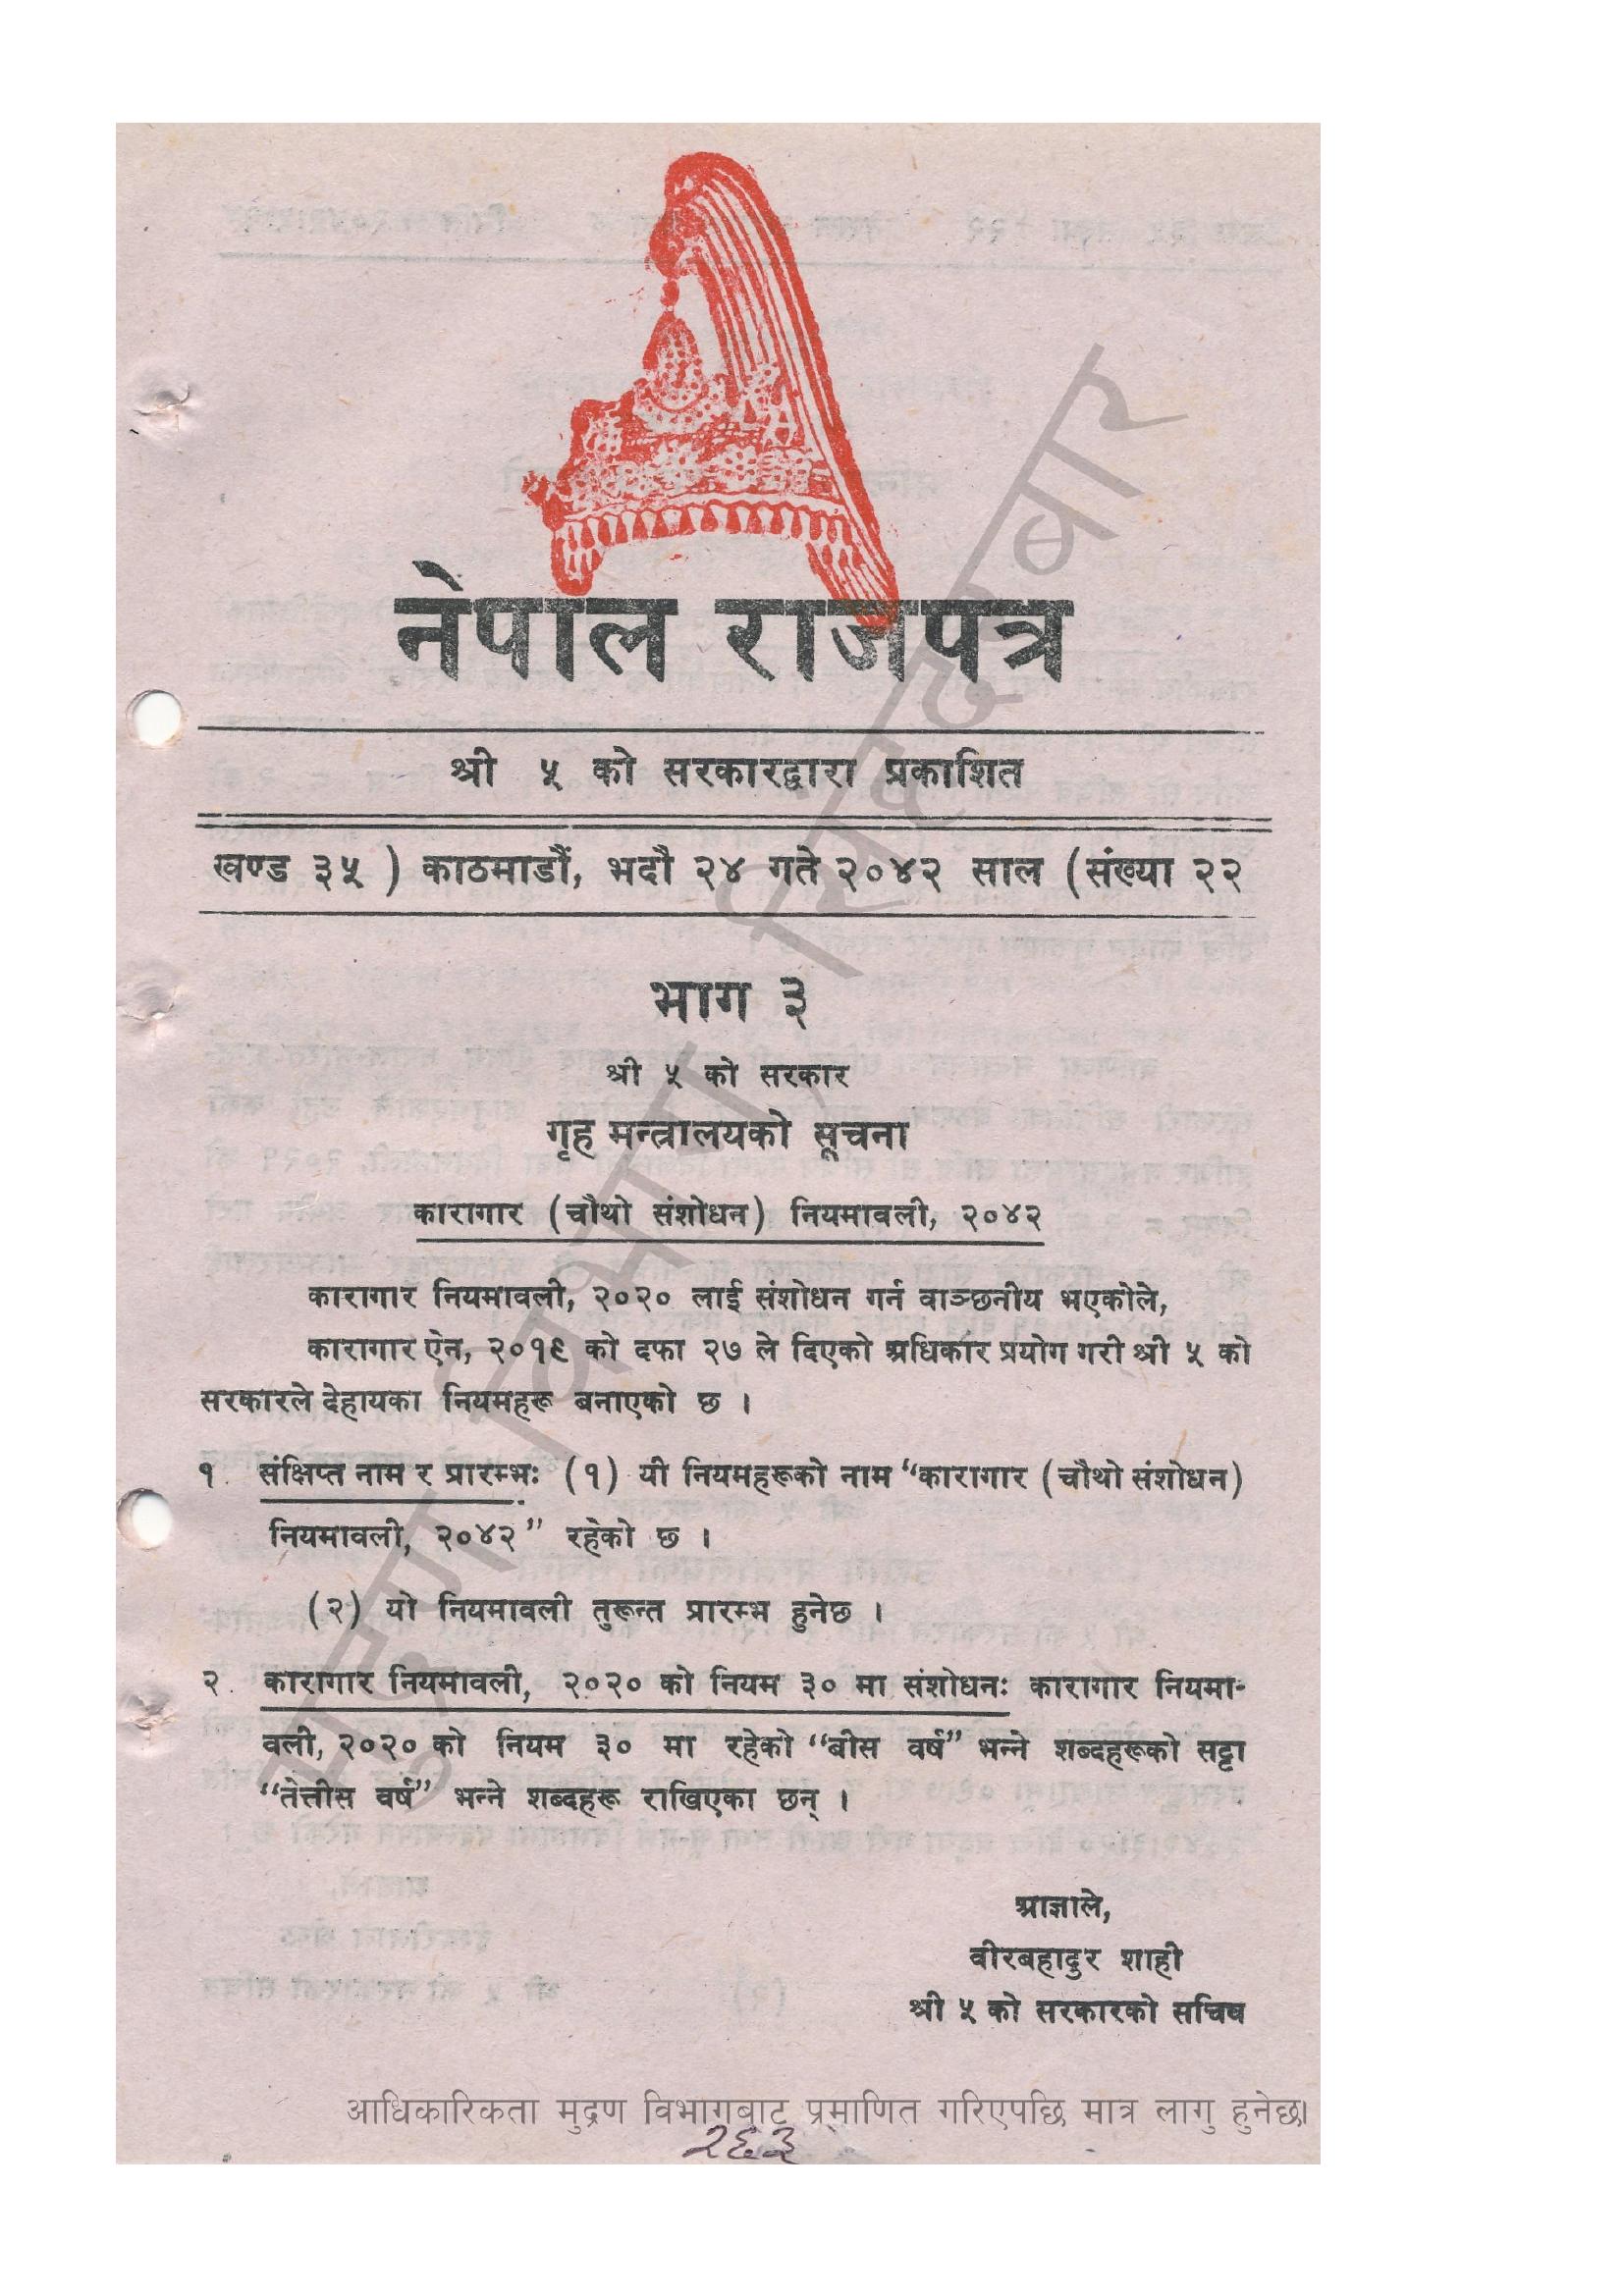 नेपाल राजपत्र
श्री ५ को सरकारद्वारा प्रकाशित
खण्ड ३५ ) काठमाडौं, भदौ २४ गते २०४२ साल (संख्या २२
भाग ३
श्री ५ को सरकार
गृह मन्त्रालयको सूचना
कारागार (चौथो संशोधन) नियमावली, २०४२
कारागार नियमावली, २०२० लाई संशोधन गर्न वाञ्छनीय भएकोले,
कारागार ऐन, २०१९ को दफा २७ ले दिएको अधिकार प्रयोग गरी श्री ५ को
सरकारले देहायका नियमहरू बनाएको छ ।
१ संक्षिप्त नाम र प्रारम्भः (१) यी नियमहरूको नाम "कारागार (चौथो संशोधन)
नियमावली, २०४२" रहेको छ ।
(२) यो नियमावली तुरून्त प्रारम्भ हुनेछ ।
२. कारागार नियमावली, २०२० को नियम ३० मा संशोधनः कारागार नियमा-
वली, २०२० को नियम ३० मा रहेको "बीस वर्ष" भन्ने शब्दहरूको सट्टा
"तेत्तीस वर्ष" भन्ने शब्दहरू राखिएका छन् ।
आज्ञाले,
वीरबहादुर शाही
श्री ५ को सरकारको सचिव
मुद्रण विभाग, सिंहदरबार
आधिकारिकता मुद्रण विभागबाट प्रमाणित गरिएपछि मात्र लागु हुनेछ।
२६३